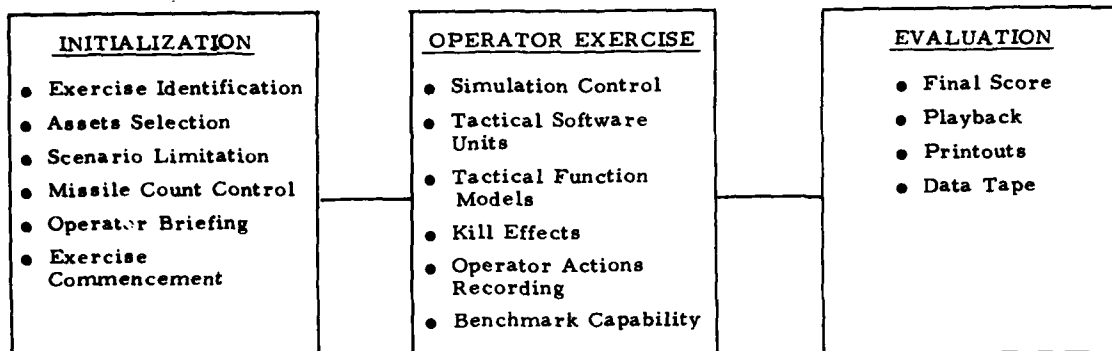 INITIALIZATION
● Exercise Identification
● Assets Selection
● Scenario Limitation
● Missile Count Control
● Operator Briefing
● Exercise
Commencement
OPERATOR EXERCISE
● Simulation Control
● Tactical Software
Units
● Tactical Function
Models
● Kill Effects
● Operator Actions
Recording
● Benchmark Capability
EVALUATION
● Final Score
● Playback
● Printouts
● Data Tape